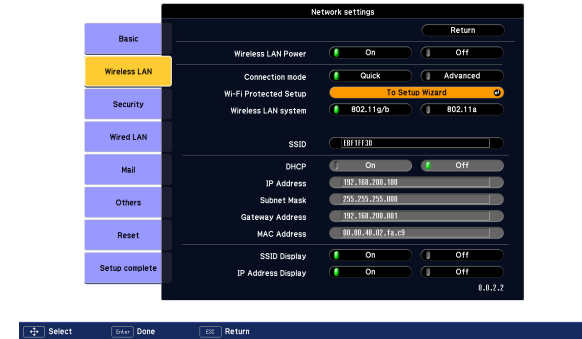 Network settings
Return
Basic
Wireless LAN Power On Off
Wireless LAN
Connection mode Quick Advanced
Wi-Fi Protected Setup To Setup Wizard
Security
Wireless LAN system 802.11g/b 802.11a
Wired LAN
SSID EBF1FF3D
DHCP On Off
Mail
IP Address 192.168.200.100
Subnet Mask 255.255.255.000
Others
Gateway Address 192.168.200.001
MAC Address 00.80.48.02.fa.c9
Reset
SSID Display On Off
Setup complete
IP Address Display On Off
8.0.2.2
Select Enter Done ESC Return